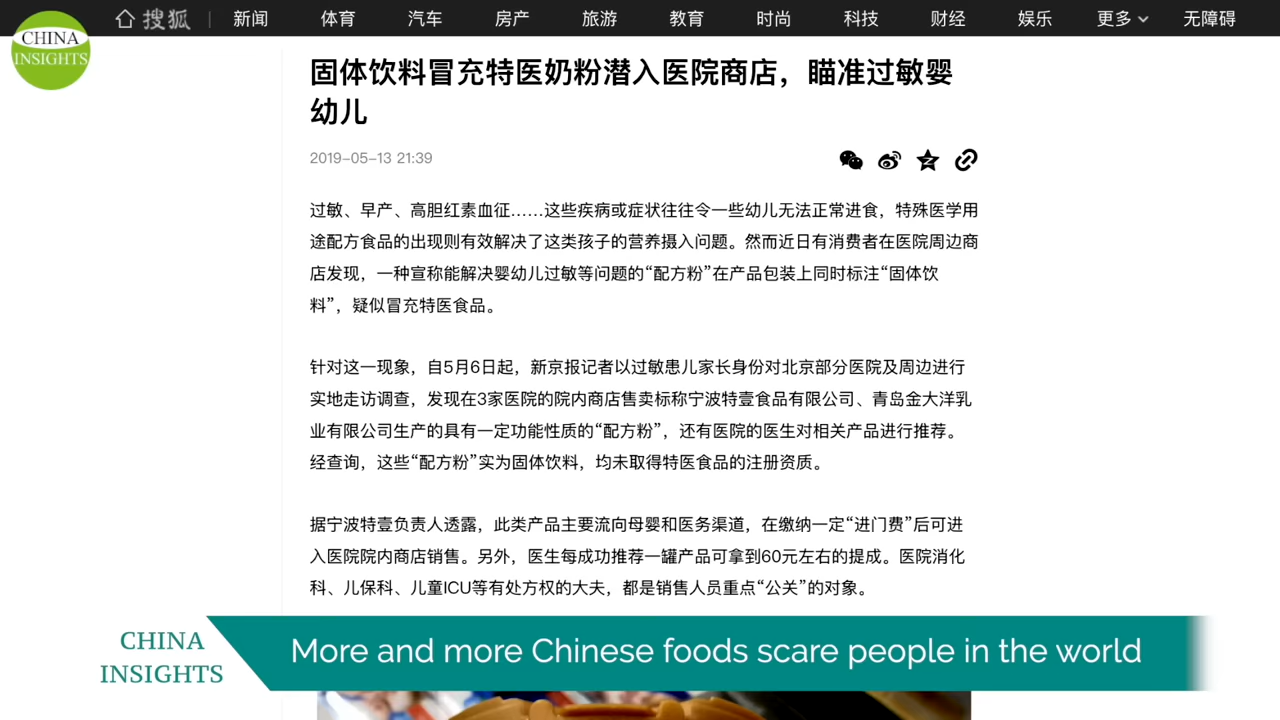 搜狐 | 新闻 体育 汽车 房产 旅游 教育 时尚 科技 财经 娱乐 更多 无障碍
CHINA
INSIGHTS
固体饮料冒充特医奶粉潜入医院商店，瞄准过敏婴
幼儿
2019-05-13 21:39
过敏、早产、高胆红素血征……这些疾病或症状往往令一些幼儿无法正常进食，特殊医学用
途配方食品的出现则有效解决了这类孩子的营养摄入问题。然而近日有消费者在医院周边商
店发现，一种宣称能解决婴幼儿过敏等问题的“配方粉”在产品包装上同时标注“固体饮
料”，疑似冒充特医食品。
针对这一现象，自5月6日起，新京报记者以过敏患儿家长身份对北京部分医院及周边进行
实地走访调查，发现在3家医院的院内商店售卖标称宁波特壹食品有限公司、青岛金大洋乳
业有限公司生产的具有一定功能性质的“配方粉”，还有医院的医生对相关产品进行推荐。
经查询，这些“配方粉”实为固体饮料，均未取得特医食品的注册资质。
据宁波特壹负责人透露，此类产品主要流向母婴和医务渠道，在缴纳一定“进门费”后可进
入医院院内商店销售。另外，医生每成功推荐一罐产品可拿到60元左右的提成。医院消化
科、儿保科、儿童ICU等有处方权的大夫，都是销售人员重点“公关”的对象。
CHINA
INSIGHTS
More and more Chinese foods scare people in the world